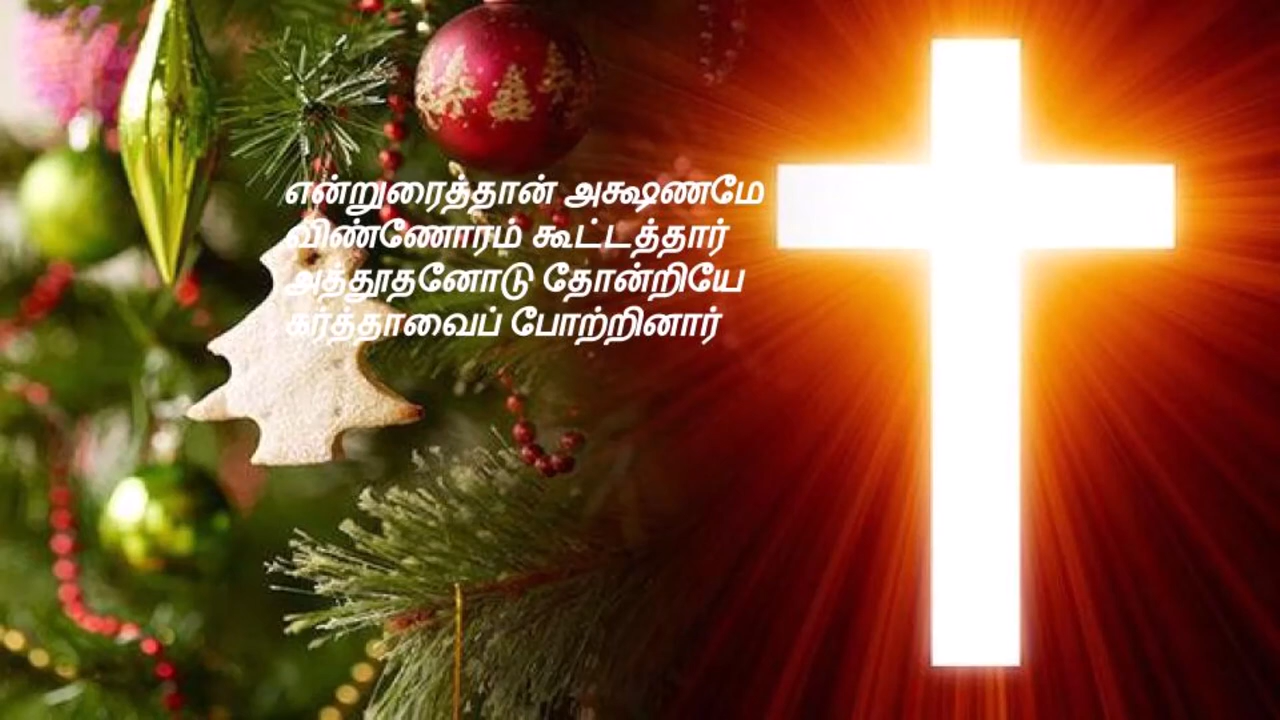 என்றுரைத்தான் அக்ஷணமே
விண்ணோரம் கூட்டத்தார்
அத்தூதனோடு தோன்றியே
கர்த்தாவைப் போற்றினார்